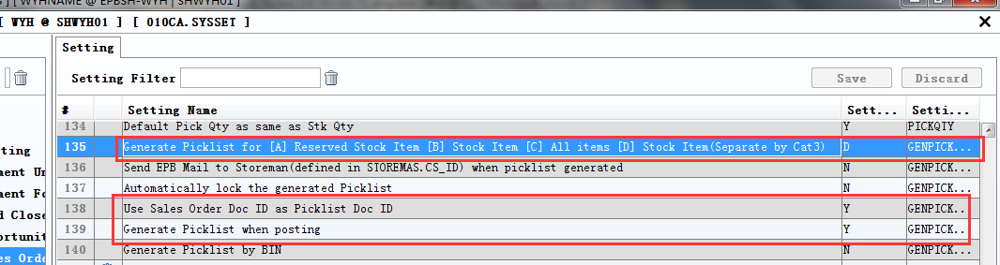 ] [ WYHNAME @ EPBSH-WYH | SHWYH01 ]
[ WYH @ SHWYH01 ] [ 010CA.SYSSET ]
Setting
Setting Filter Save Discard
# Setting Name Sett... Setti...
134 Default Pick Qty as same as Stk Qty Y PICKQTY
135 Generate Picklist for [A] Reserved Stock Item [B] Stock Item [C] All items [D] Stock Item(Separate by Cat3) D GENPICK...
136 Send EPB Mail to Storeman(defined in STOREMAS.CS_ID) when picklist generated N GENPICK...
137 Automatically lock the generated Picklist N GENPICK...
138 Use Sales Order Doc ID as Picklist Doc ID Y GENPICK...
139 Generate Picklist when posting Y GENPICK...
140 Generate Picklist by BIN N GENPICK...
ting
ment Un
ment Fo
d Close
ortunit
es Orde